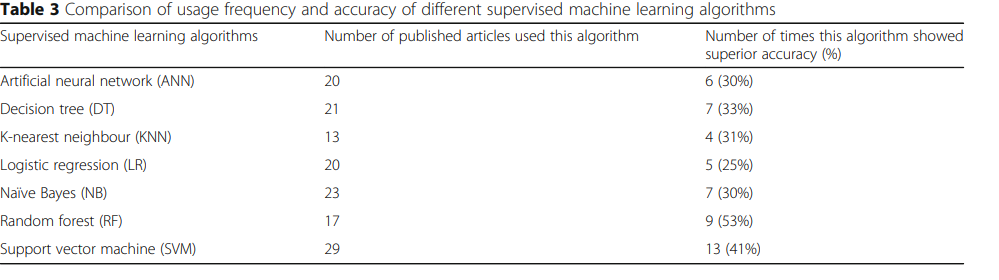 Table 3 Comparison of usage frequency and accuracy of different supervised machine learning algorithms
Supervised machine learning algorithms Number of published articles used this algorithm Number of times this algorithm showed
superior accuracy (%)
Artificial neural network (ANN) 20 6 (30%)
Decision tree (DT) 21 7 (33%)
K-nearest neighbour (KNN) 13 4 (31%)
Logistic regression (LR) 20 5 (25%)
Naïve Bayes (NB) 23 7 (30%)
Random forest (RF) 17 9 (53%)
Support vector machine (SVM) 29 13 (41%)